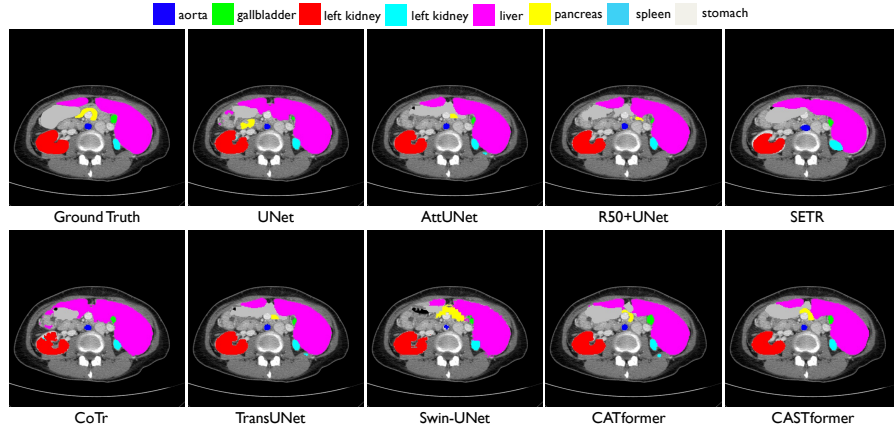 aorta gallbladder left kidney left kidney liver pancreas spleen stomach
Ground Truth UNet AttUNet R50+UNet SETR
CoTr TransUNet Swin-UNet CATformer CASTformer